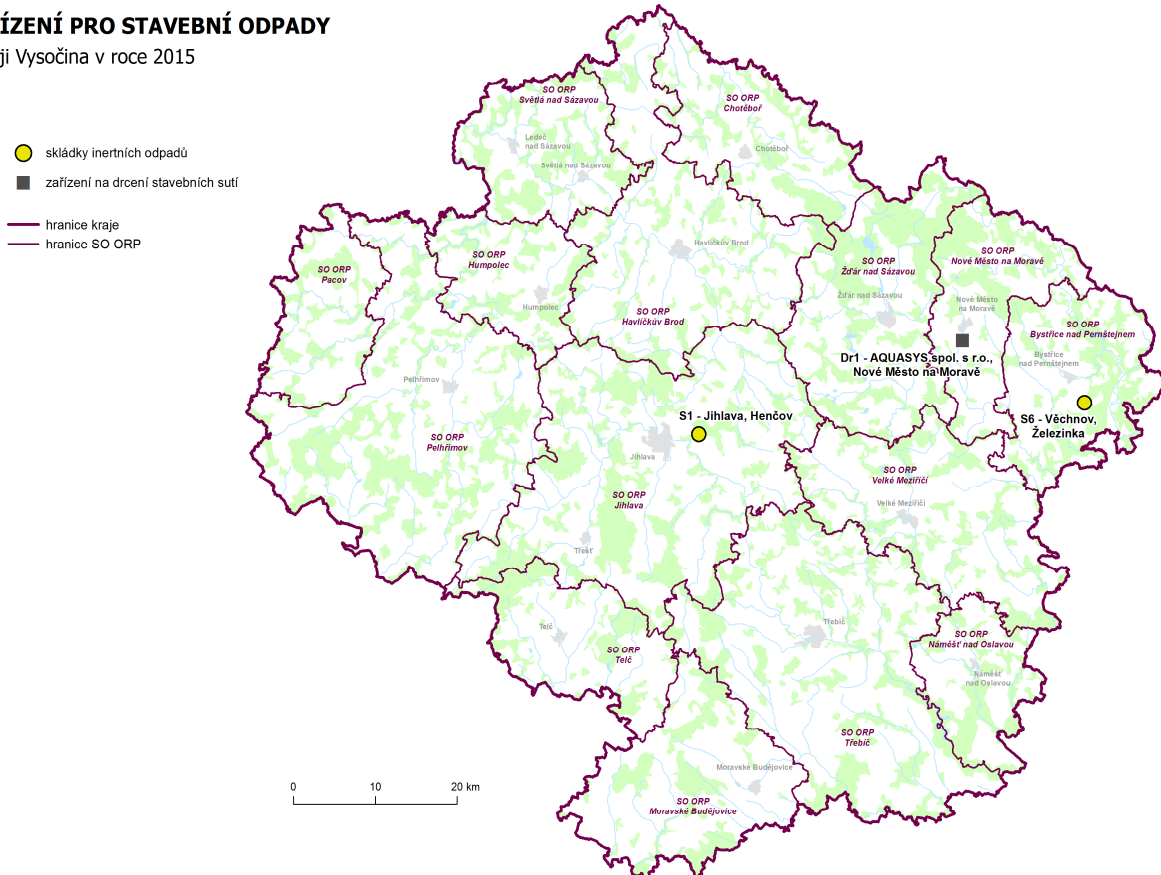 ÍZENÍ PRO STAVEBNÍ ODPADY
ji Vysočina v roce 2015
skládky inertních odpadů
zařízení na drcení stavebních sutí
hranice kraje
hranice SO ORP
SO ORP
Světlá nad Sázavou
Ledeč
nad Sázavou
Světlá nad Sázavou
SO ORP
Chotěboř
Chotěboř
SO ORP
Pacov
SO ORP
Humpolec
Humpolec
Havlíčkův Brod
SO ORP
Havlíčkův Brod
SO ORP
Žďár nad Sázavou
Žďár nad Sázavou
SO ORP
Nové Město na Moravě
Nové Město
na Moravě
SO ORP
Bystřice nad Pernštejnem
Bystřice
nad Pernštejnem
Dr1 - AQUASYS spol. s r.o.,
Nové Město na Moravě
S6 - Věchnov,
Železinka
Pelhřimov
SO ORP
Pelhřimov
S1 - Jihlava, Henčov
Jihlava
SO ORP
Jihlava
SO ORP
Velké Meziříčí
Velké Meziříčí
Třešť
Telč
SO ORP
Telč
Třebíč
SO ORP
Náměšť nad Oslavou
Náměšť
nad Oslavou
SO ORP
Třebíč
Moravské Budějovice
SO ORP
Moravské Budějovice
0 10 20 km